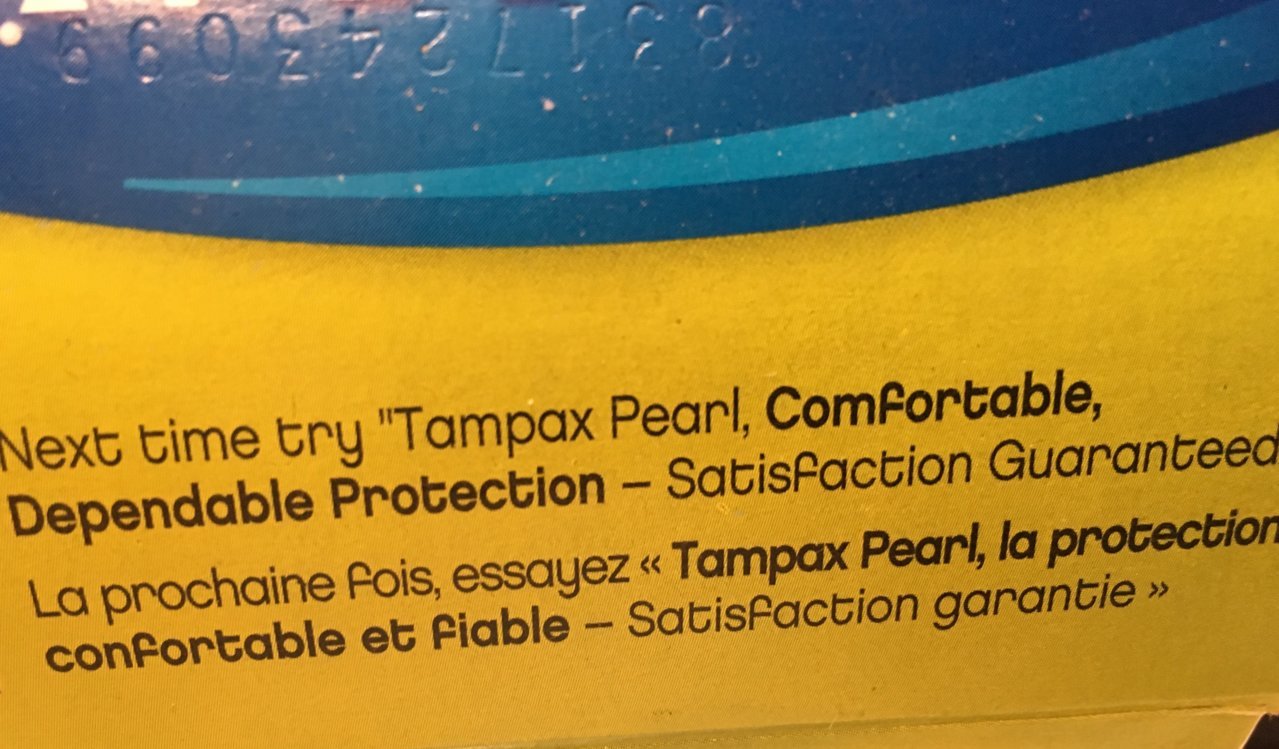 Next time try "Tampax Pearl, Comfortable,
Dependable Protection – Satisfaction Guaranteed
La prochaine fois, essayez « Tampax Pearl, la protection
confortable et fiable – Satisfaction garantie »